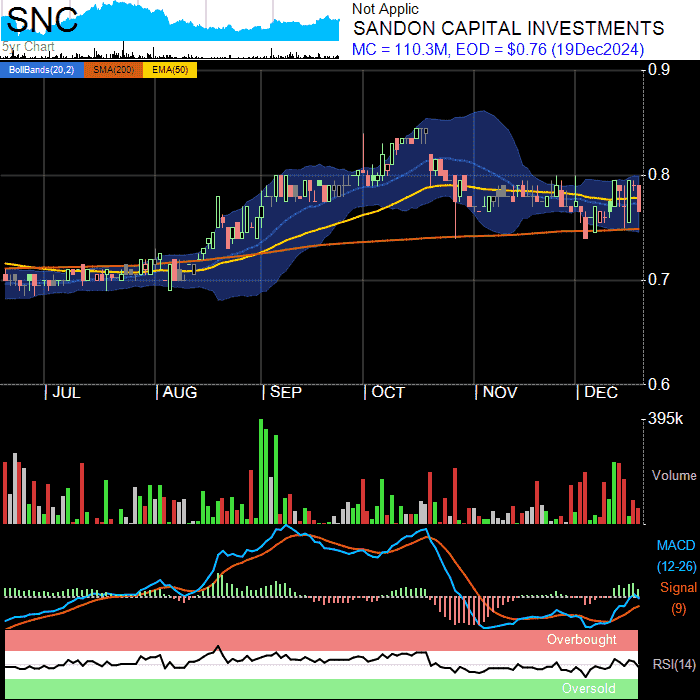 SNC
5yr Chart
Not Applic
SANDON CAPITAL INVESTMENTS
MC = 110.3M, EOD = $0.76 (19Dec2024)
BollBands(20,2) SMA(200) EMA(50)
0.9
0.8
0.7
0.6
JUL AUG SEP OCT NOV DEC
395k
Volume
MACD
(12-26)
Signal
(9)
Overbought
RSI(14)
Oversold